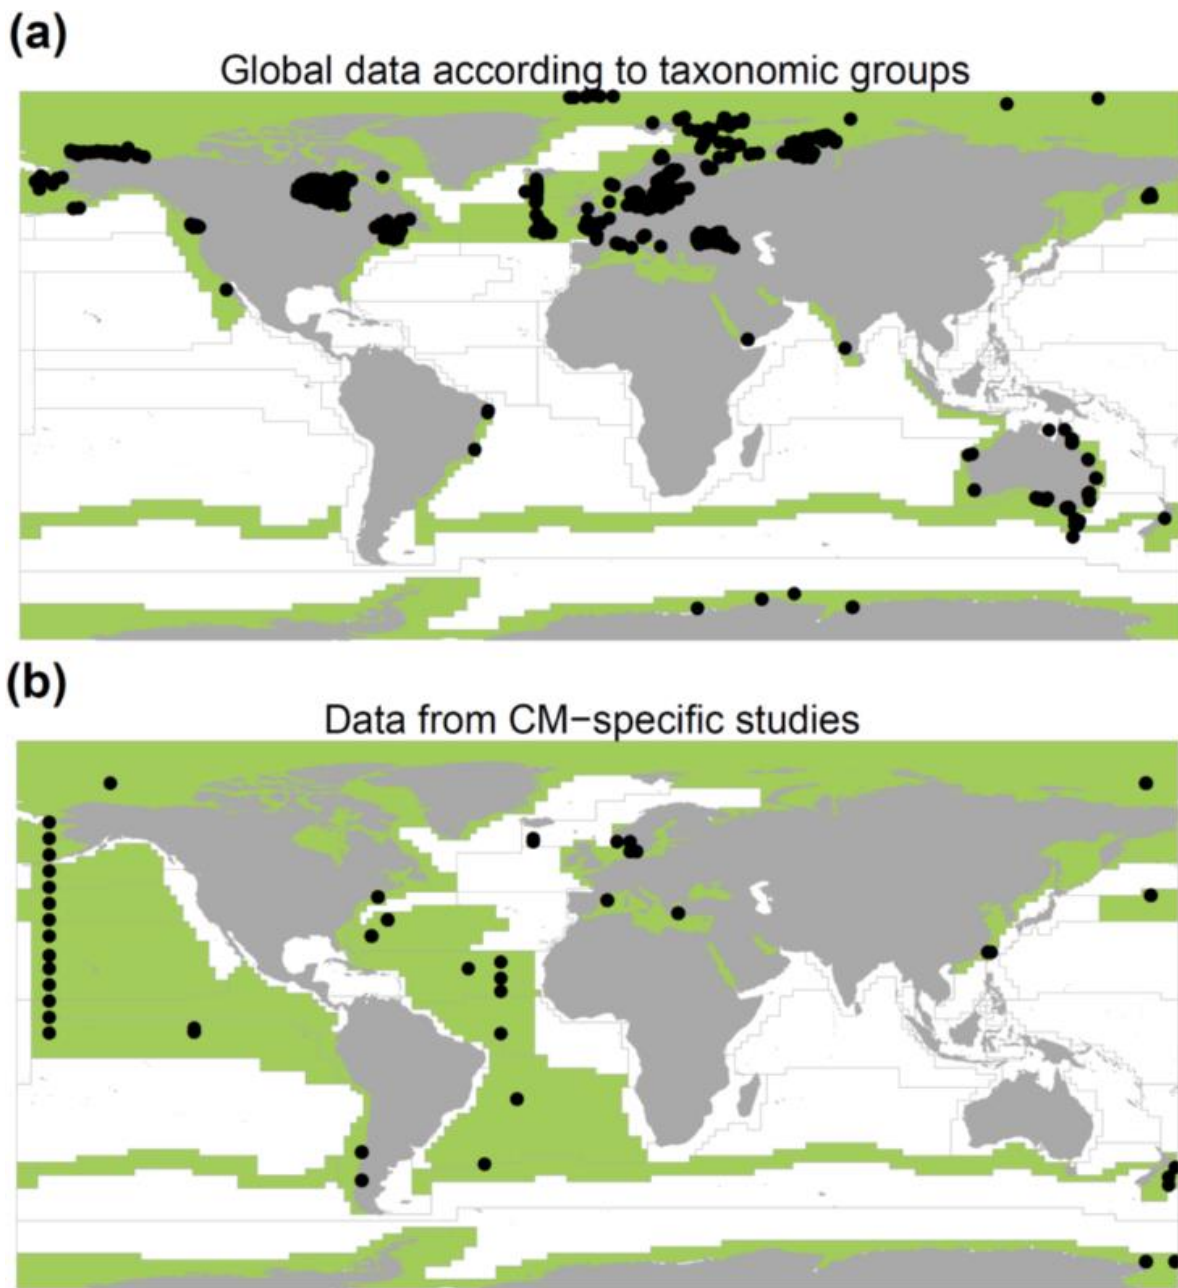 (a)
Global data according to taxonomic groups
(b)
Data from CM−specific studies